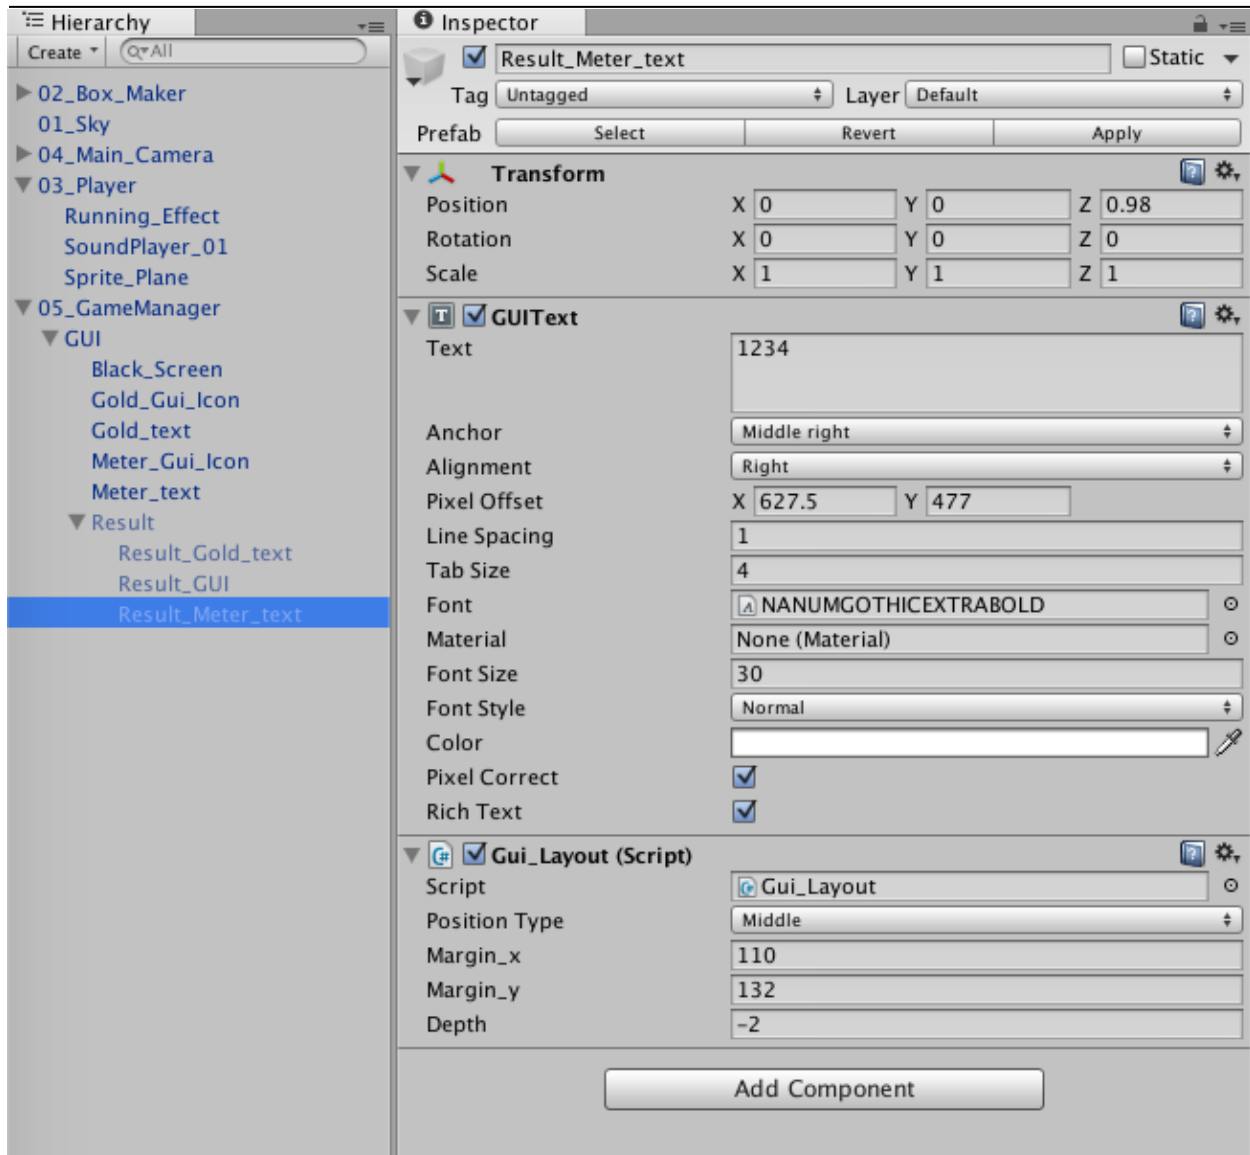 Hierarchy
Create
All
02_Box_Maker
01_Sky
04_Main_Camera
03_Player
Running_Effect
SoundPlayer_01
Sprite_Plane
05_GameManager
GUI
Black_Screen
Gold_Gui_Icon
Gold_text
Meter_Gui_Icon
Meter_text
Result
Result_Gold_text
Result_GUI
Result_Meter_text
Inspector
Result_Meter_text Static
Tag Untagged Layer Default
Prefab Select Revert Apply
Transform
Position X 0 Y 0 Z 0.98
Rotation X 0 Y 0 Z 0
Scale X 1 Y 1 Z 1
GUIText
Text 1234
Anchor Middle right
Alignment Right
Pixel Offset X 627.5 Y 477
Line Spacing 1
Tab Size 4
Font NANUMGOTHICEXTRABOLD
Material None (Material)
Font Size 30
Font Style Normal
Color
Pixel Correct
Rich Text
Gui_Layout (Script)
Script Gui_Layout
Position Type Middle
Margin_x 110
Margin_y 132
Depth -2
Add Component